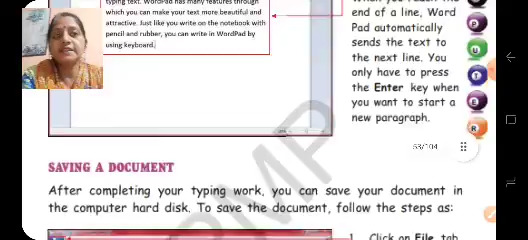 typing text. WordPad has many features through
which you can make your text more beautiful and
attractive. Just like you write on the notebook with
pencil and rubber, you can write in WordPad by
using keyboard.
end of a line, Word
Pad automatically
sends the text to
the next line. You
only have to press
the Enter key when
you want to start a
new paragraph.
P
U
T
E
R
53/104
SAVING A DOCUMENT
After completing your typing work, you can save your document in
the computer hard disk. To save the document, follow the steps as:
1. Click on File tab